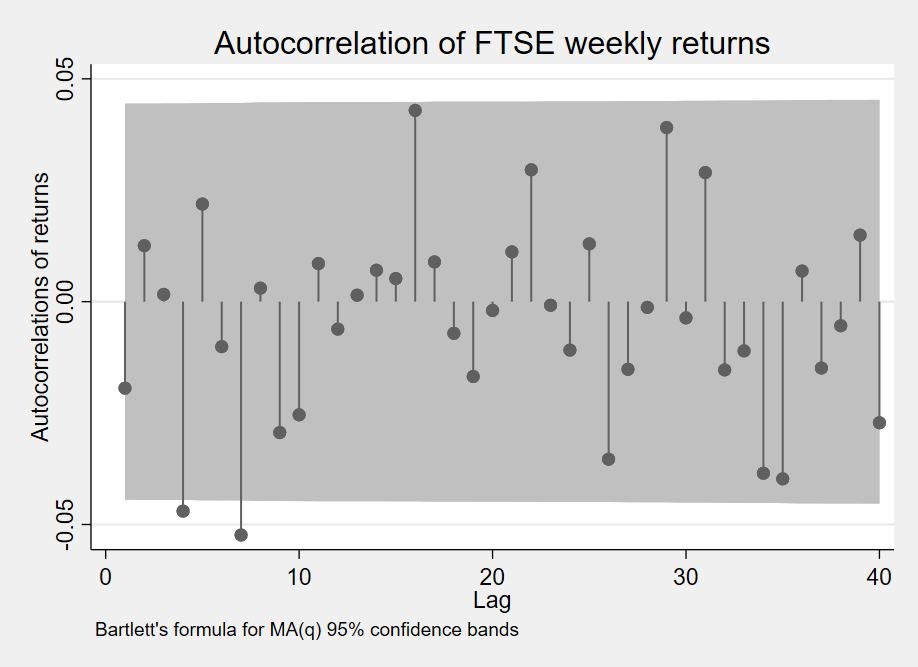 Autocorrelation of FTSE weekly returns
Autocorrelations of returns
0.05
0.00
-0.05
0 10 20 30 40
Lag
Bartlett's formula for MA(q) 95% confidence bands